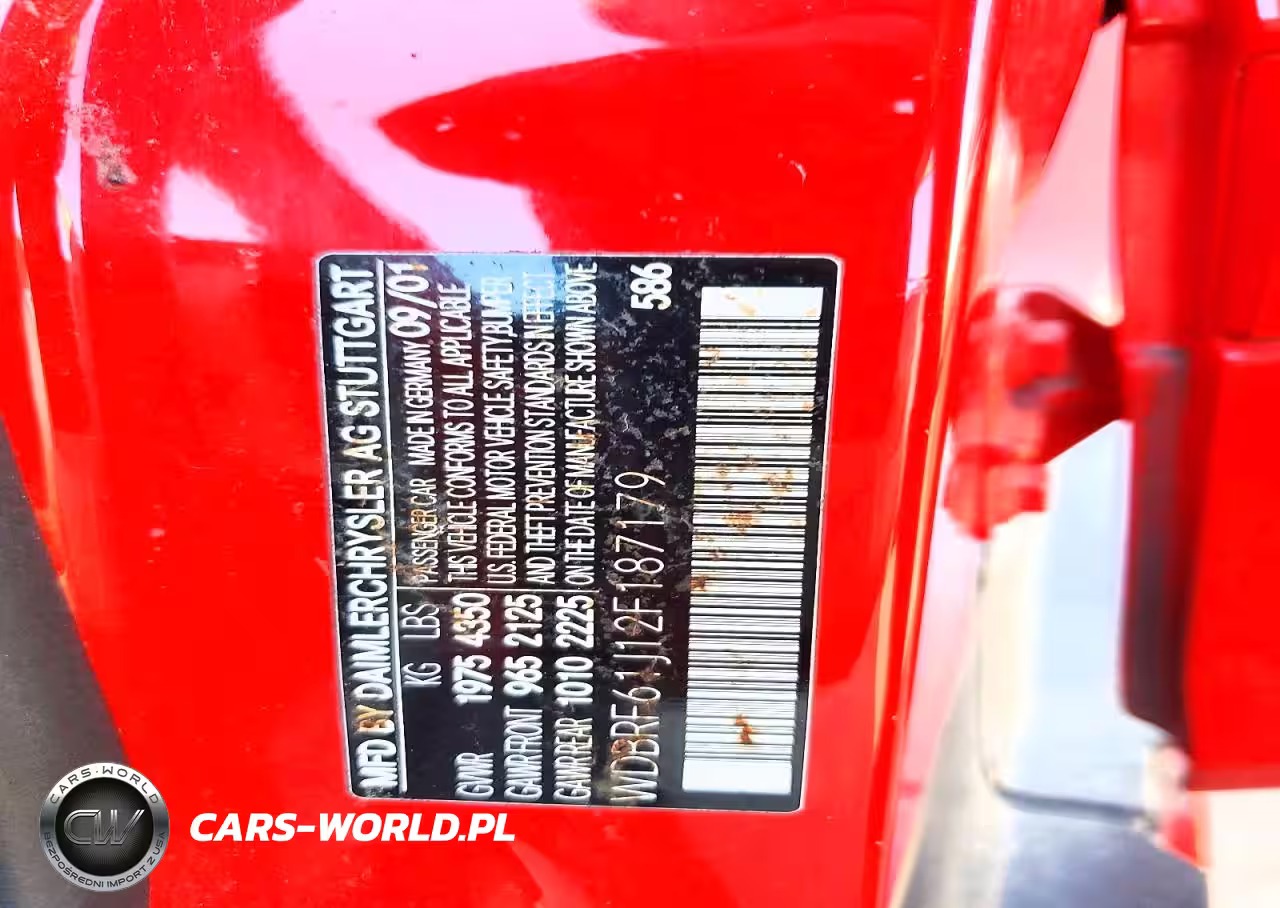 MFD BY DAIMLERCHRYSLER AG STUTTGART
KG LBS
GVWR 1975 4350
GAWR FRONT 965 2125
GAWR REAR 1010 2225
PASSENGER CAR MADE IN GERMANY 09/01
THIS VEHICLE CONFORMS TO ALL APPLICABLE
U.S. FEDERAL MOTOR VEHICLE SAFETY, BUMPER
AND THEFT PREVENTION STANDARDS IN EFFECT
ON THE DATE OF MANUFACTURE SHOWN ABOVE
WDBRF61J12F187179
586
CARS-WORLD
CW
BEZPOŚREDNI IMPORT Z USA
CARS-WORLD.PL